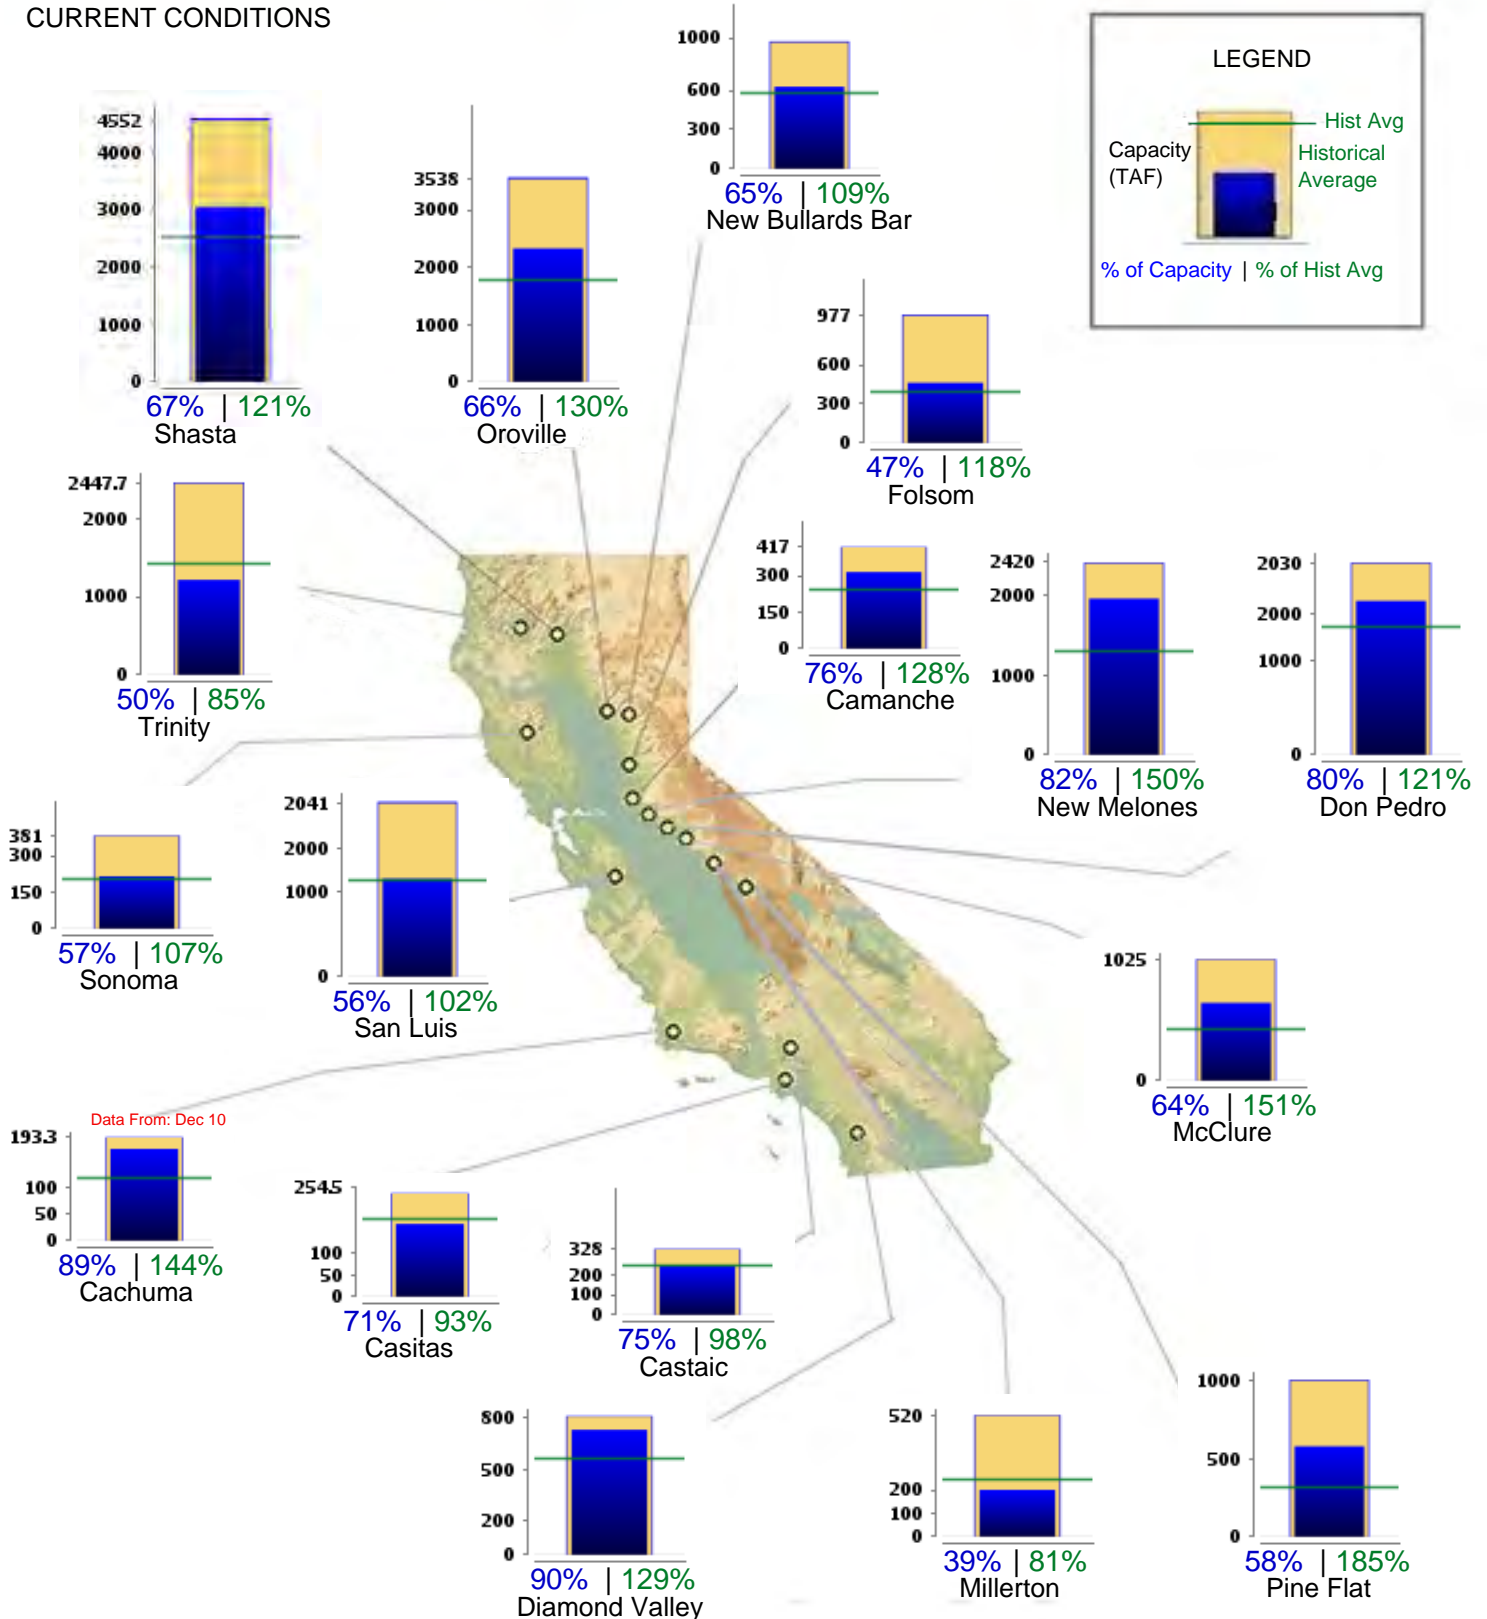 CURRENT CONDITIONS
LEGEND
Hist Avg
Capacity
(TAF)
Historical
Average
% of Capacity | % of Hist Avg
1000
600
300
0
65% | 109%
New Bullards Bar
4552
4000
3000
2000
1000
0
67% | 121%
Shasta
3538
3000
2000
1000
0
66% | 130%
Oroville
977
600
300
0
47% | 118%
Folsom
2447.7
2000
1000
0
50% | 85%
Trinity
417
300
150
0
76% | 128%
Camanche
2420
2000
1000
0
82% | 150%
New Melones
2030
2000
1000
0
80% | 121%
Don Pedro
381
300
150
0
57% | 107%
Sonoma
2041
2000
1000
0
56% | 102%
San Luis
1025
0
64% | 151%
McClure
Data From: Dec 10
193.3
100
50
0
89% | 144%
Cachuma
254.5
100
50
0
71% | 93%
Casitas
328
200
100
0
75% | 98%
Castaic
800
500
200
0
90% | 129%
Diamond Valley
520
200
100
0
39% | 81%
Millerton
1000
500
0
58% | 185%
Pine Flat